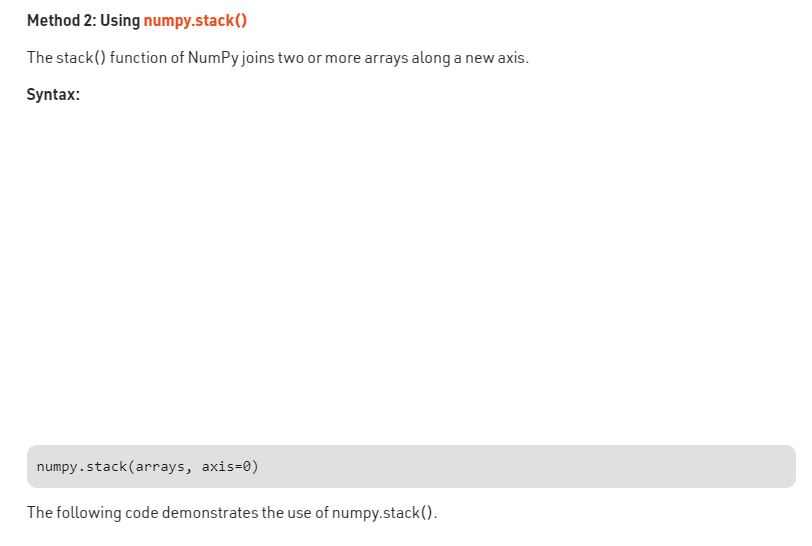 Method 2: Using numpy.stack()
The stack() function of NumPy joins two or more arrays along a new axis.
Syntax:
numpy.stack(arrays, axis=0)
The following code demonstrates the use of numpy.stack().